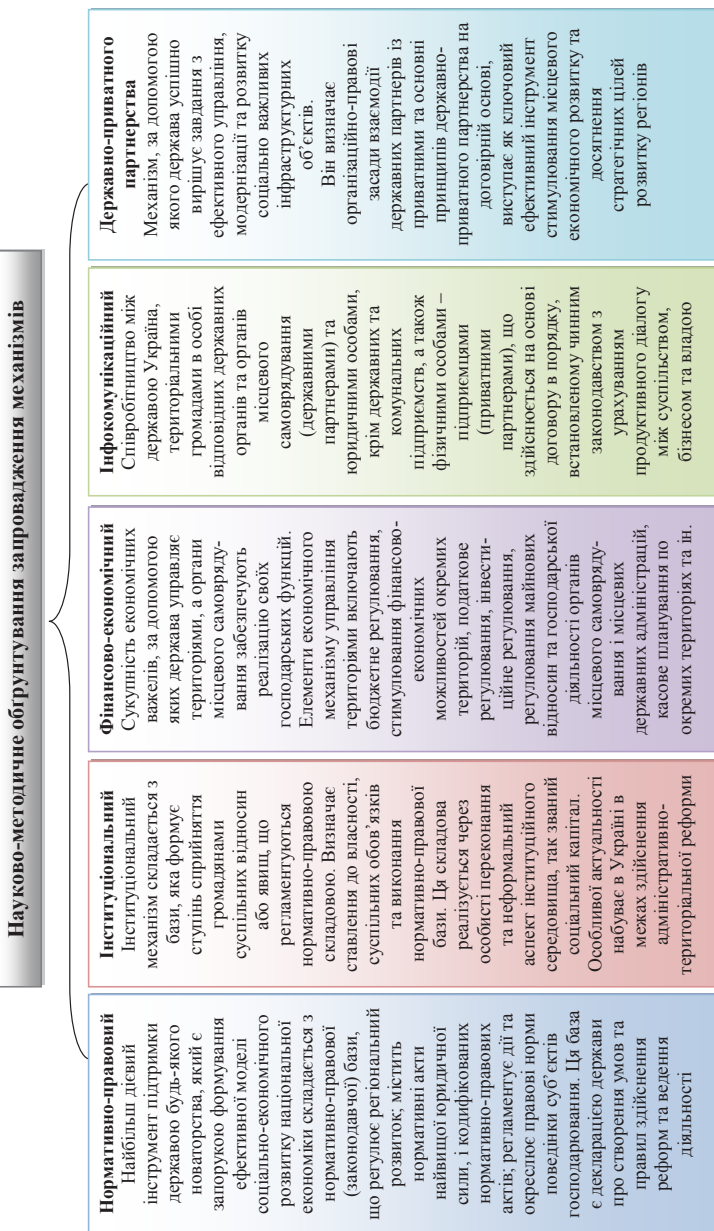 Науково-методичне обґрунтування запровадження механізмів
Нормативно-правовий
Найбільш дієвий
інструмент підтримки
державою будь-якого
новаторства, який є
запорукою формування
ефективної моделі
соціально-економічного
розвитку національної
економіки складається з
нормативно-правової
(законодавчої) бази,
що регулює регіональний
розвиток; містить
нормативні акти
найвищої юридичної
сили, і кодифікованих
нормативно-правових
актів; регламентує дії та
окреслює правові норми
поведінки суб’єктів
господарювання. Ця база
є декларацією держави
про створення умов та
правил здійснення
реформ та ведення
діяльності
Інституціональний
Інституціональний
механізм складається з
бази, яка формує
ступінь сприйняття
громадянами
суспільних відносин
або явищ, що
регламентуються
нормативно-правовою
складовою. Визначає
ставлення до власності,
суспільних обов’язків
та виконання
нормативно-правової
бази. Ця складова
реалізується через
особисті переконання
та неформальний
аспект інституційного
середовища, так званий
соціальний капітал.
Особливої актуальності
набуває в Україні в
межах здійснення
адміністративно-
територіальної реформи
Фінансово-економічний
Сукупність економічних
важелів, за допомогою
яких держава управляє
територіями, а органи
місцевого самовряду-
вання забезпечують
реалізацію своїх
господарських функцій.
Елементи економічного
механізму управління
територіями включають
бюджетне регулювання,
стимулювання фінансово-
економічних
можливостей окремих
територій, податкове
регулювання, інвести-
ційне регулювання,
регулювання майнових
відносин та господарської
діяльності органів
місцевого самовряду-
вання і місцевих
державних адміністрацій,
касове планування по
окремих територіях та ін.
Інфокомунікаційний
Співробітництво між
державою Україна,
територіальними
громадами в особі
відповідних державних
органів та органів
місцевого
самоврядування
(державними
партнерами) та
юридичними особами,
крім державних та
комунальних
підприємств, а також
фізичними особами –
підприємцями
(приватними
партнерами), що
здійснюється на основі
договору в порядку,
встановленому чинним
законодавством з
урахуванням
продуктивного діалогу
між суспільством,
бізнесом та владою
Державно-приватного
партнерства
Механізм, за допомогою
якого держава успішно
вирішує завдання з
ефективного управління,
модернізації та розвитку
соціально важливих
інфраструктурних
об’єктів.
Він визначає
організаційно-правові
засади взаємодії
державних партнерів із
приватними та основні
принципів державно-
приватного партнерства на
договірній основі,
виступає як ключовий
ефективний інструмент
стимулювання місцевого
економічного розвитку та
досягнення
стратегічних цілей
розвитку регіонів